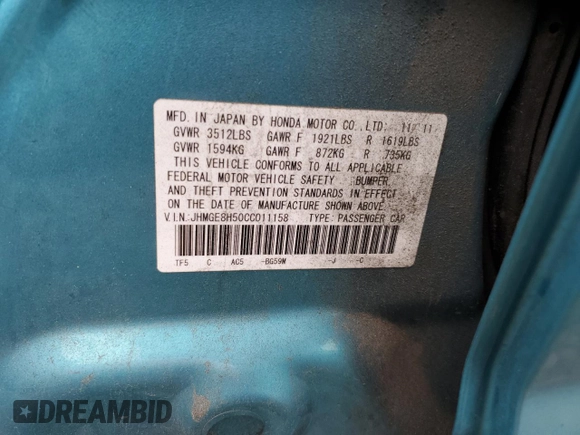 MFD. IN JAPAN BY HONDA MOTOR CO., LTD: 11/11
GVWR 3512LBS GAWR F 1921LBS R 1619LBS
GVWR 1594KG GAWR F 872KG R 735KG
THIS VEHICLE CONFORMS TO ALL APPLICABLE
FEDERAL MOTOR VEHICLE SAFETY BUMPER,
AND THEFT PREVENTION STANDARDS IN EFFECT
ON THE DATE OF MANUFACTURE SHOWN ABOVE.
V.I.N:JHMGE8H50CC011158 TYPE: PASSENGER CAR
TF5 C AC5 -BG59M -J -C
DREAMBID